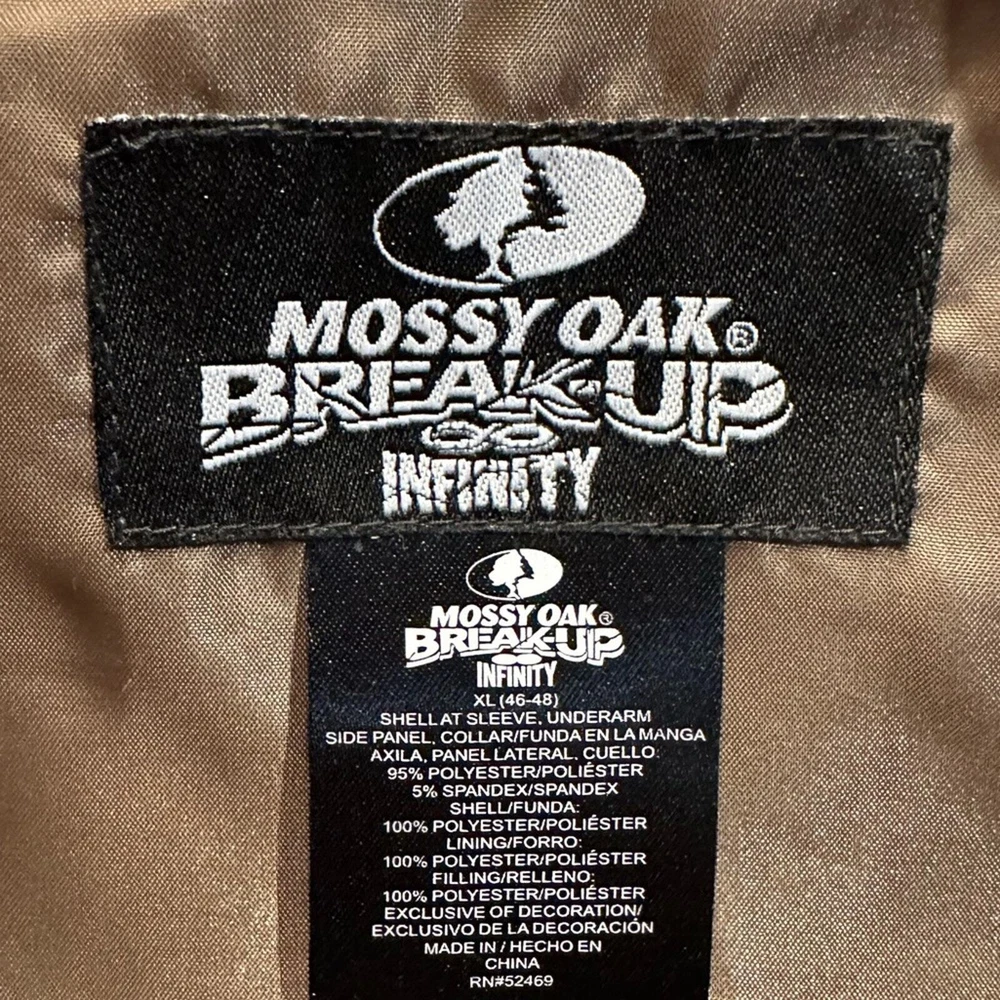 MOSSY OAK®
BREAK-UP
INFINITY
MOSSY OAK®
BREAK-UP
INFINITY
XL (46-48)
SHELL AT SLEEVE, UNDERARM
SIDE PANEL, COLLAR/FUNDA EN LA MANGA
AXILA, PANEL LATERAL, CUELLO:
95% POLYESTER/POLIÉSTER
5% SPANDEX/SPANDEX
SHELL/FUNDA:
100% POLYESTER/POLIÉSTER
LINING/FORRO:
100% POLYESTER/POLIÉSTER
FILLING/RELLENO:
100% POLYESTER/POLIÉSTER
EXCLUSIVE OF DECORATION/
EXCLUSIVO DE LA DECORACIÓN
MADE IN / HECHO EN
CHINA
RN#52469